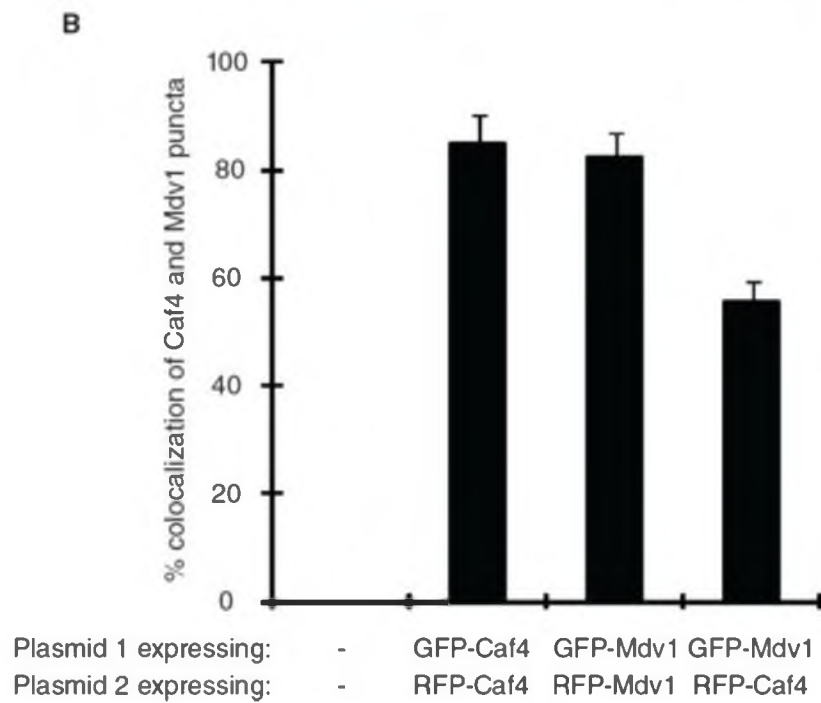 B
% colocalization of Caf4 and Mdv1 puncta
100
80
60
40
20
0
Plasmid 1 expressing: - GFP-Caf4 GFP-Mdv1 GFP-Mdv1
Plasmid 2 expressing: - RFP-Caf4 RFP-Mdv1 RFP-Caf4